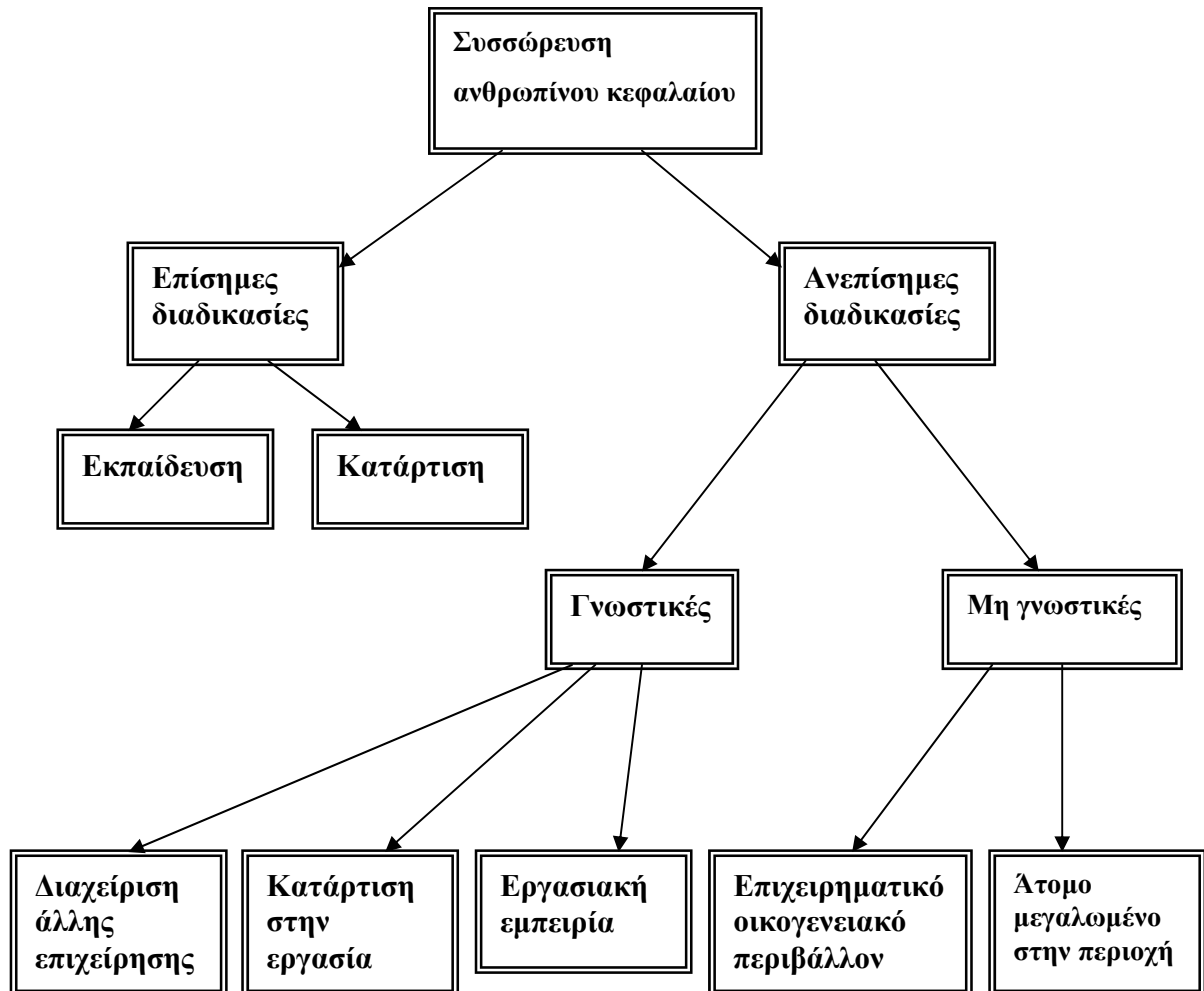 Συσσώρευση
ανθρωπίνου κεφαλαίου
Επίσημες
διαδικασίες
Ανεπίσημες
διαδικασίες
Εκπαίδευση
Κατάρτιση
Γνωστικές
Μη γνωστικές
Διαχείριση
άλλης
επιχείρησης
Κατάρτιση
στην
εργασία
Εργασιακή
εμπειρία
Επιχειρηματικό
οικογενειακό
περιβάλλον
Άτομο
μεγαλωμένο
στην περιοχή